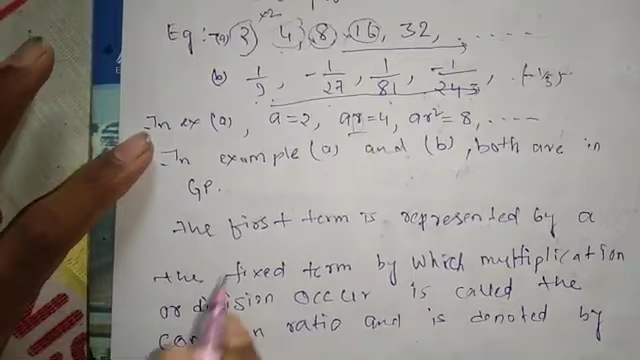 ×2
Eg:- (a) 2, 4, 8, 16, 32, ......
(b) 1/9, -1/27, 1/81, -1/243,
In ex (a), a=2, ar=4, ar²=8, ....
In example (a) and (b), both are in
GP.
The first term is represented by a
The fixed term by which multiplication
or division occur is called the
ratio and is denoted by